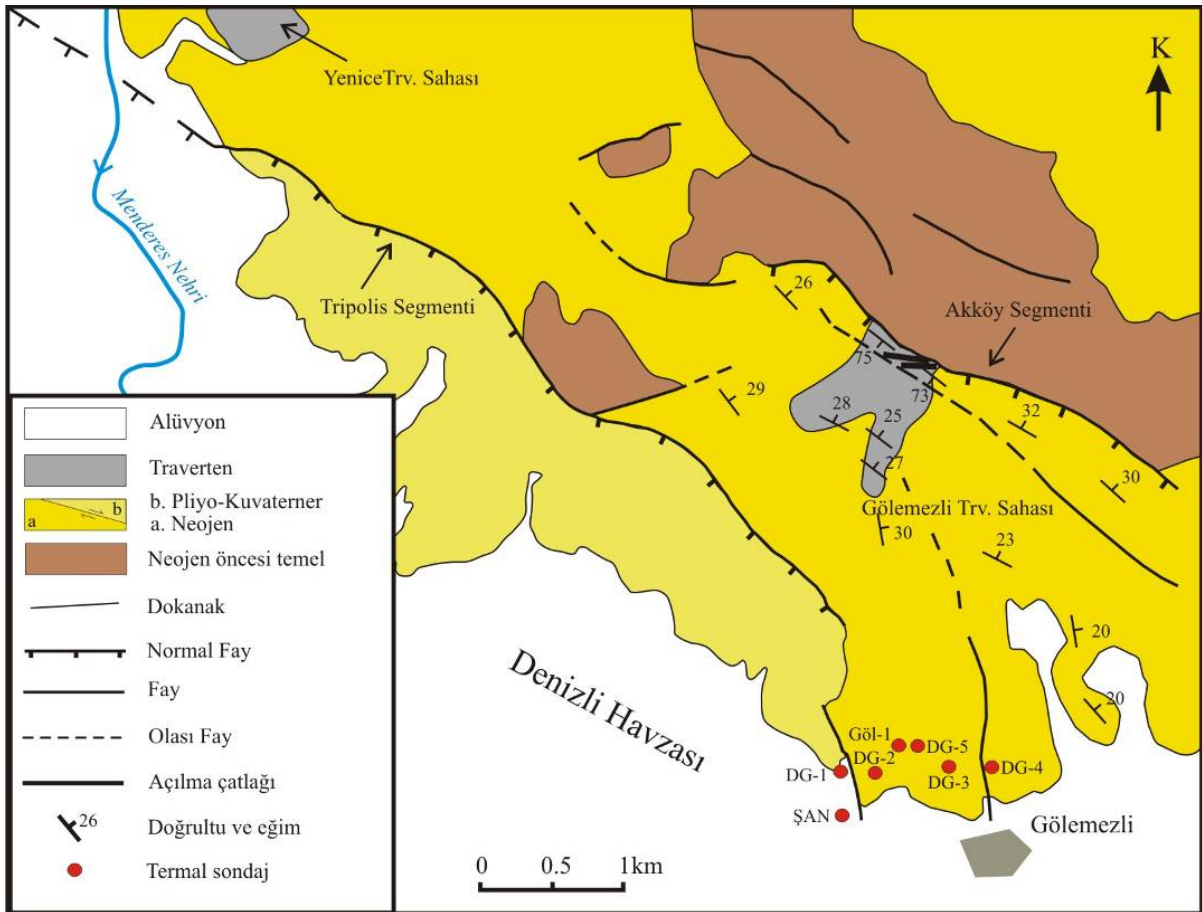 YeniceTrv. Sahası
K
Menderes Nehri
Tripolis Segmenti
26
Akköy Segmenti
75
73
29
28
25
32
27
30
Gölemezli Trv. Sahası
30
23
20
20
Denizli Havzası
Göl-1
DG-5
DG-1
DG-2
DG-3
DG-4
ŞAN
Gölemezli
0 0.5 1km
Alüvyon
Traverten
a b
b. Pliyo-Kuvaterner
a. Neojen
Neojen öncesi temel
Dokanak
Normal Fay
Fay
Olası Fay
Açılma çatlağı
26
Doğrultu ve eğim
Termal sondaj